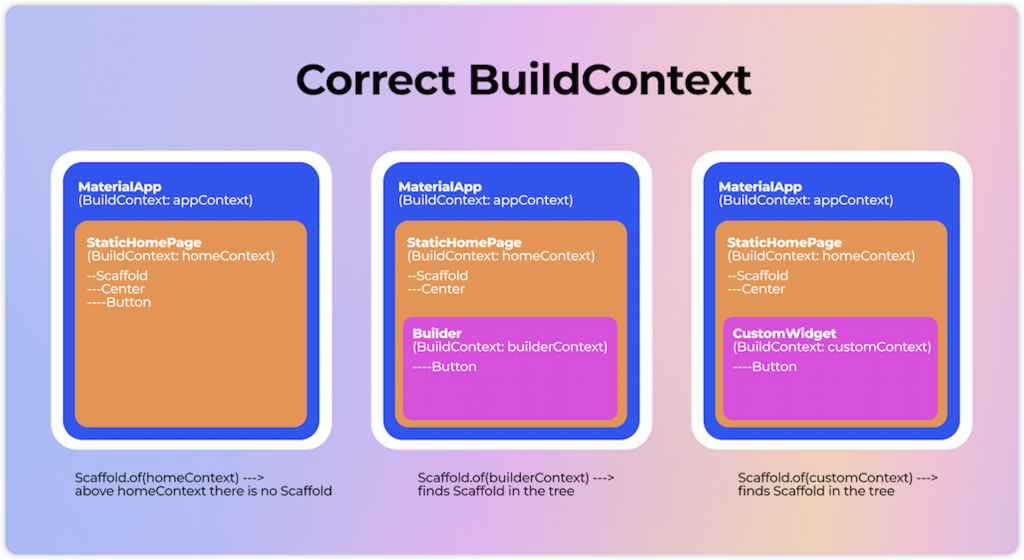 Correct BuildContext
MaterialApp
(BuildContext: appContext)
StaticHomePage
(BuildContext: homeContext)
--Scaffold
---Center
----Button
Scaffold.of(homeContext) --->
above homeContext there is no Scaffold
MaterialApp
(BuildContext: appContext)
StaticHomePage
(BuildContext: homeContext)
--Scaffold
---Center
Builder
(BuildContext: builderContext)
----Button
Scaffold.of(builderContext) --->
finds Scaffold in the tree
MaterialApp
(BuildContext: appContext)
StaticHomePage
(BuildContext: homeContext)
--Scaffold
---Center
CustomWidget
(BuildContext: customContext)
----Button
Scaffold.of(customContext) --->
finds Scaffold in the tree